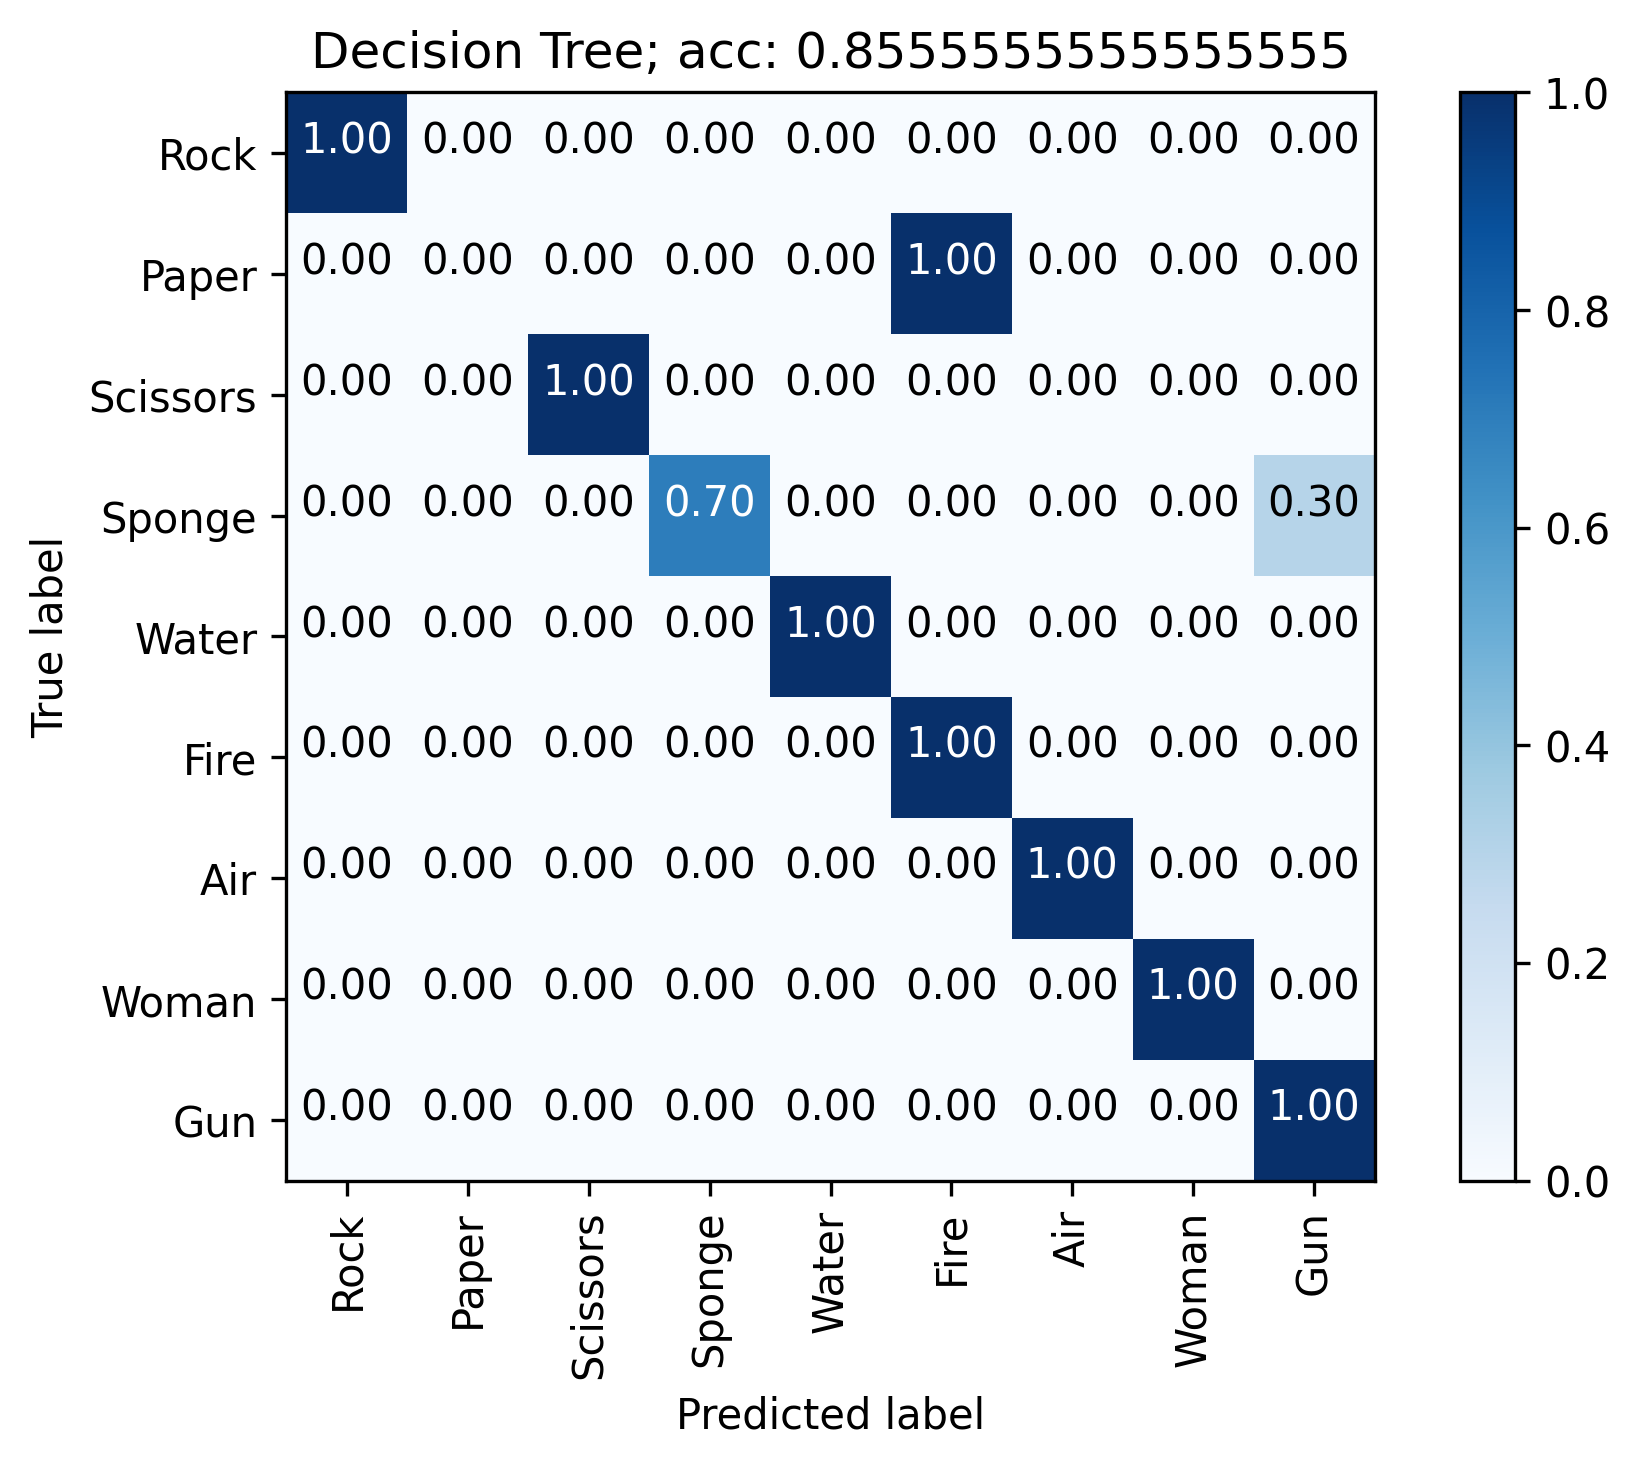 Decision Tree; acc: 0.8555555555555555
Rock 1.00 0.00 0.00 0.00 0.00 0.00 0.00 0.00 0.00
Paper 0.00 0.00 0.00 0.00 0.00 1.00 0.00 0.00 0.00
Scissors 0.00 0.00 1.00 0.00 0.00 0.00 0.00 0.00 0.00
Sponge 0.00 0.00 0.00 0.70 0.00 0.00 0.00 0.00 0.30
Water 0.00 0.00 0.00 0.00 1.00 0.00 0.00 0.00 0.00
Fire 0.00 0.00 0.00 0.00 0.00 1.00 0.00 0.00 0.00
Air 0.00 0.00 0.00 0.00 0.00 0.00 1.00 0.00 0.00
Woman 0.00 0.00 0.00 0.00 0.00 0.00 0.00 1.00 0.00
Gun 0.00 0.00 0.00 0.00 0.00 0.00 0.00 0.00 1.00
True label
Rock Paper Scissors Sponge Water Fire Air Woman Gun
Predicted label
1.0
0.8
0.6
0.4
0.2
0.0